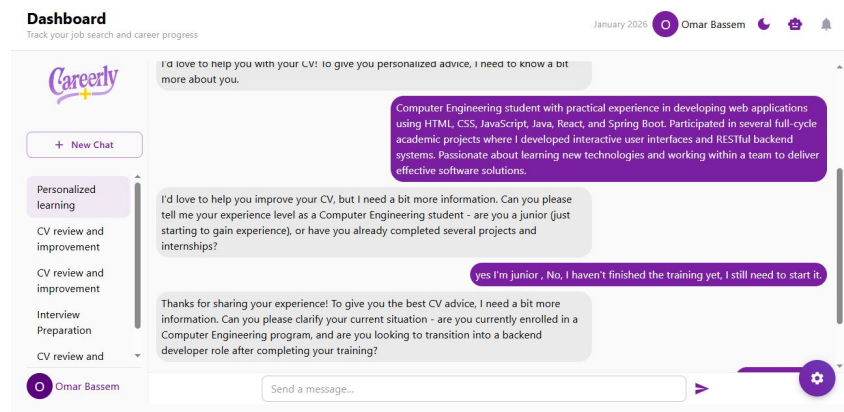 Dashboard
Track your job search and career progress
January 2026
O
Omar Bassem
Careerly
+ New Chat
Personalized
learning
CV review and
improvement
CV review and
improvement
Interview
Preparation
CV review and
O
Omar Bassem
I'd love to help you with your CV! To give you personalized advice, I need to know a bit
more about you.
Computer Engineering student with practical experience in developing web applications
using HTML, CSS, JavaScript, Java, React, and Spring Boot. Participated in several full-cycle
academic projects where I developed interactive user interfaces and RESTful backend
systems. Passionate about learning new technologies and working within a team to deliver
effective software solutions.
I'd love to help you improve your CV, but I need a bit more information. Can you please
tell me your experience level as a Computer Engineering student - are you a junior (just
starting to gain experience), or have you already completed several projects and
internships?
yes I'm junior , No, I haven't finished the training yet, I still need to start it.
Thanks for sharing your experience! To give you the best CV advice, I need a bit more
information. Can you please clarify your current situation - are you currently enrolled in a
Computer Engineering program, and are you looking to transition into a backend
developer role after completing your training?
Send a message...